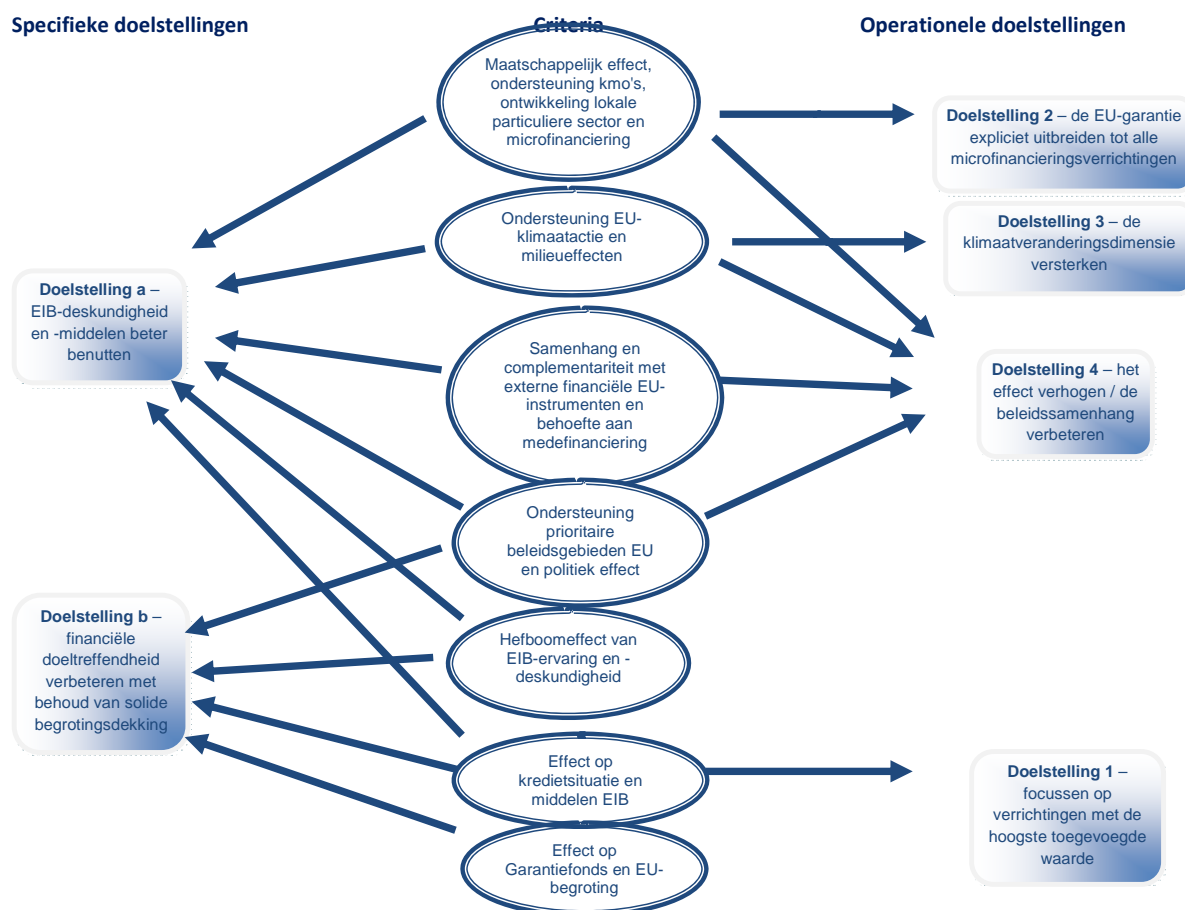 Specifieke doelstellingen
Criteria
Operationele doelstellingen
Maatschappelijk effect,
ondersteuning kmo's,
ontwikkeling lokale
particuliere sector en
microfinanciering
Doelstelling 2 – de EU-garantie
expliciet uitbreiden tot alle
microfinancieringsverrichtingen
Ondersteuning EU-
klimaatactie en
milieueffecten
Doelstelling 3 – de
klimaatveranderingsdimensie
versterken
Doelstelling a –
EIB-deskundigheid
en -middelen beter
benutten
Samenhang en
complementariteit met
externe financiële EU-
instrumenten en
behoefte aan
medefinanciering
Doelstelling 4 – het
effect verhogen / de
beleidssamenhang
verbeteren
Ondersteuning
prioritaire
beleidsgebieden EU
en politiek effect
Doelstelling b –
financiële
doeltreffendheid
verbeteren met
behoud van solide
begrotingsdekking
Hefboomeffect van
EIB-ervaring en -
deskundigheid
Effect op
kredietsituatie en
middelen EIB
Doelstelling 1 –
focussen op
verrichtingen met de
hoogste toegevoegde
waarde
Effect op
Garantiefonds en EU-
begroting